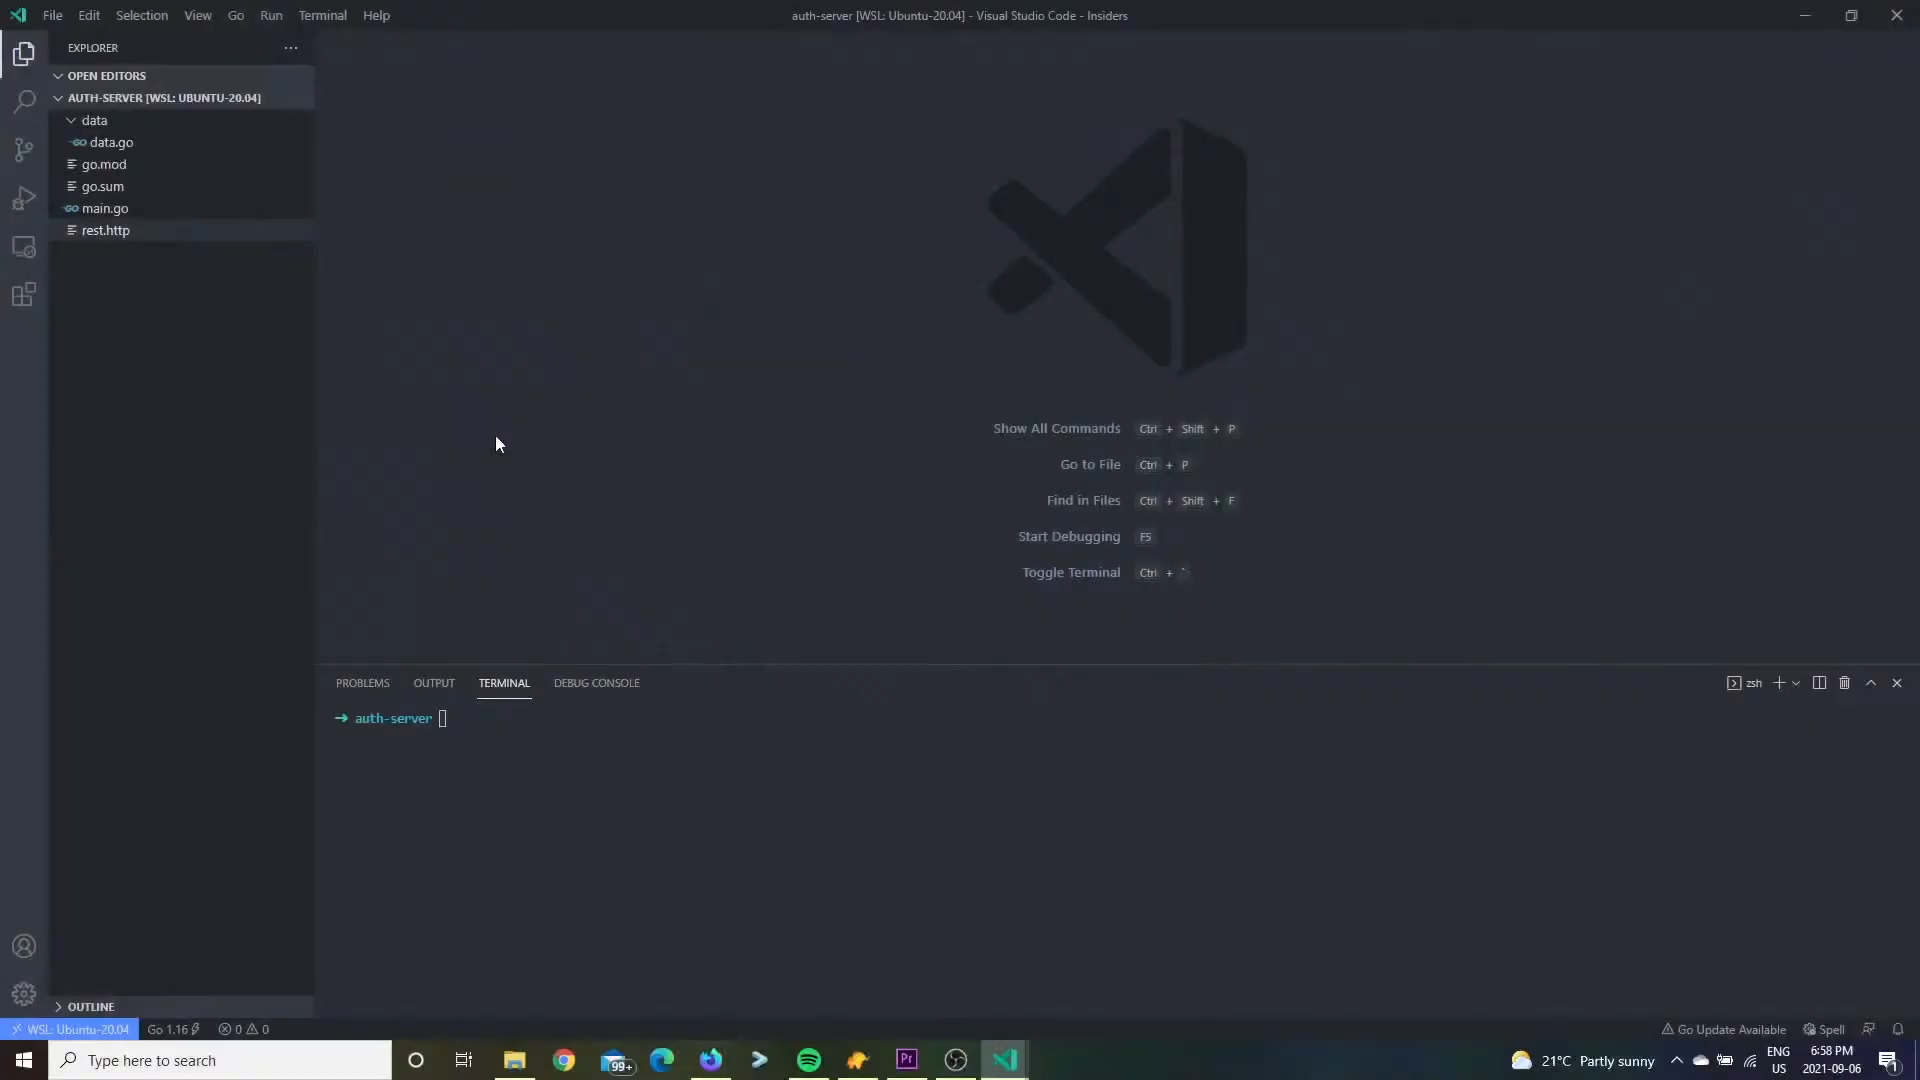 File Edit Selection View Go Run Terminal Help
auth-server [WSL: Ubuntu-20.04] - Visual Studio Code - Insiders
EXPLORER
OPEN EDITORS
AUTH-SERVER [WSL: UBUNTU-20.04]
data
GO data.go
go.mod
go.sum
GO main.go
rest.http
Show All Commands Ctrl + Shift + P
Go to File Ctrl + P
Find in Files Ctrl + Shift + F
Start Debugging F5
Toggle Terminal Ctrl + `
PROBLEMS OUTPUT TERMINAL DEBUG CONSOLE
zsh
→ auth-server
OUTLINE
WSL: Ubuntu-20.04 Go 1.16 0 0
Go Update Available Spell
Type here to search
99+
Pr
21°C Partly sunny
ENG
US
6:58 PM
2021-09-06
1